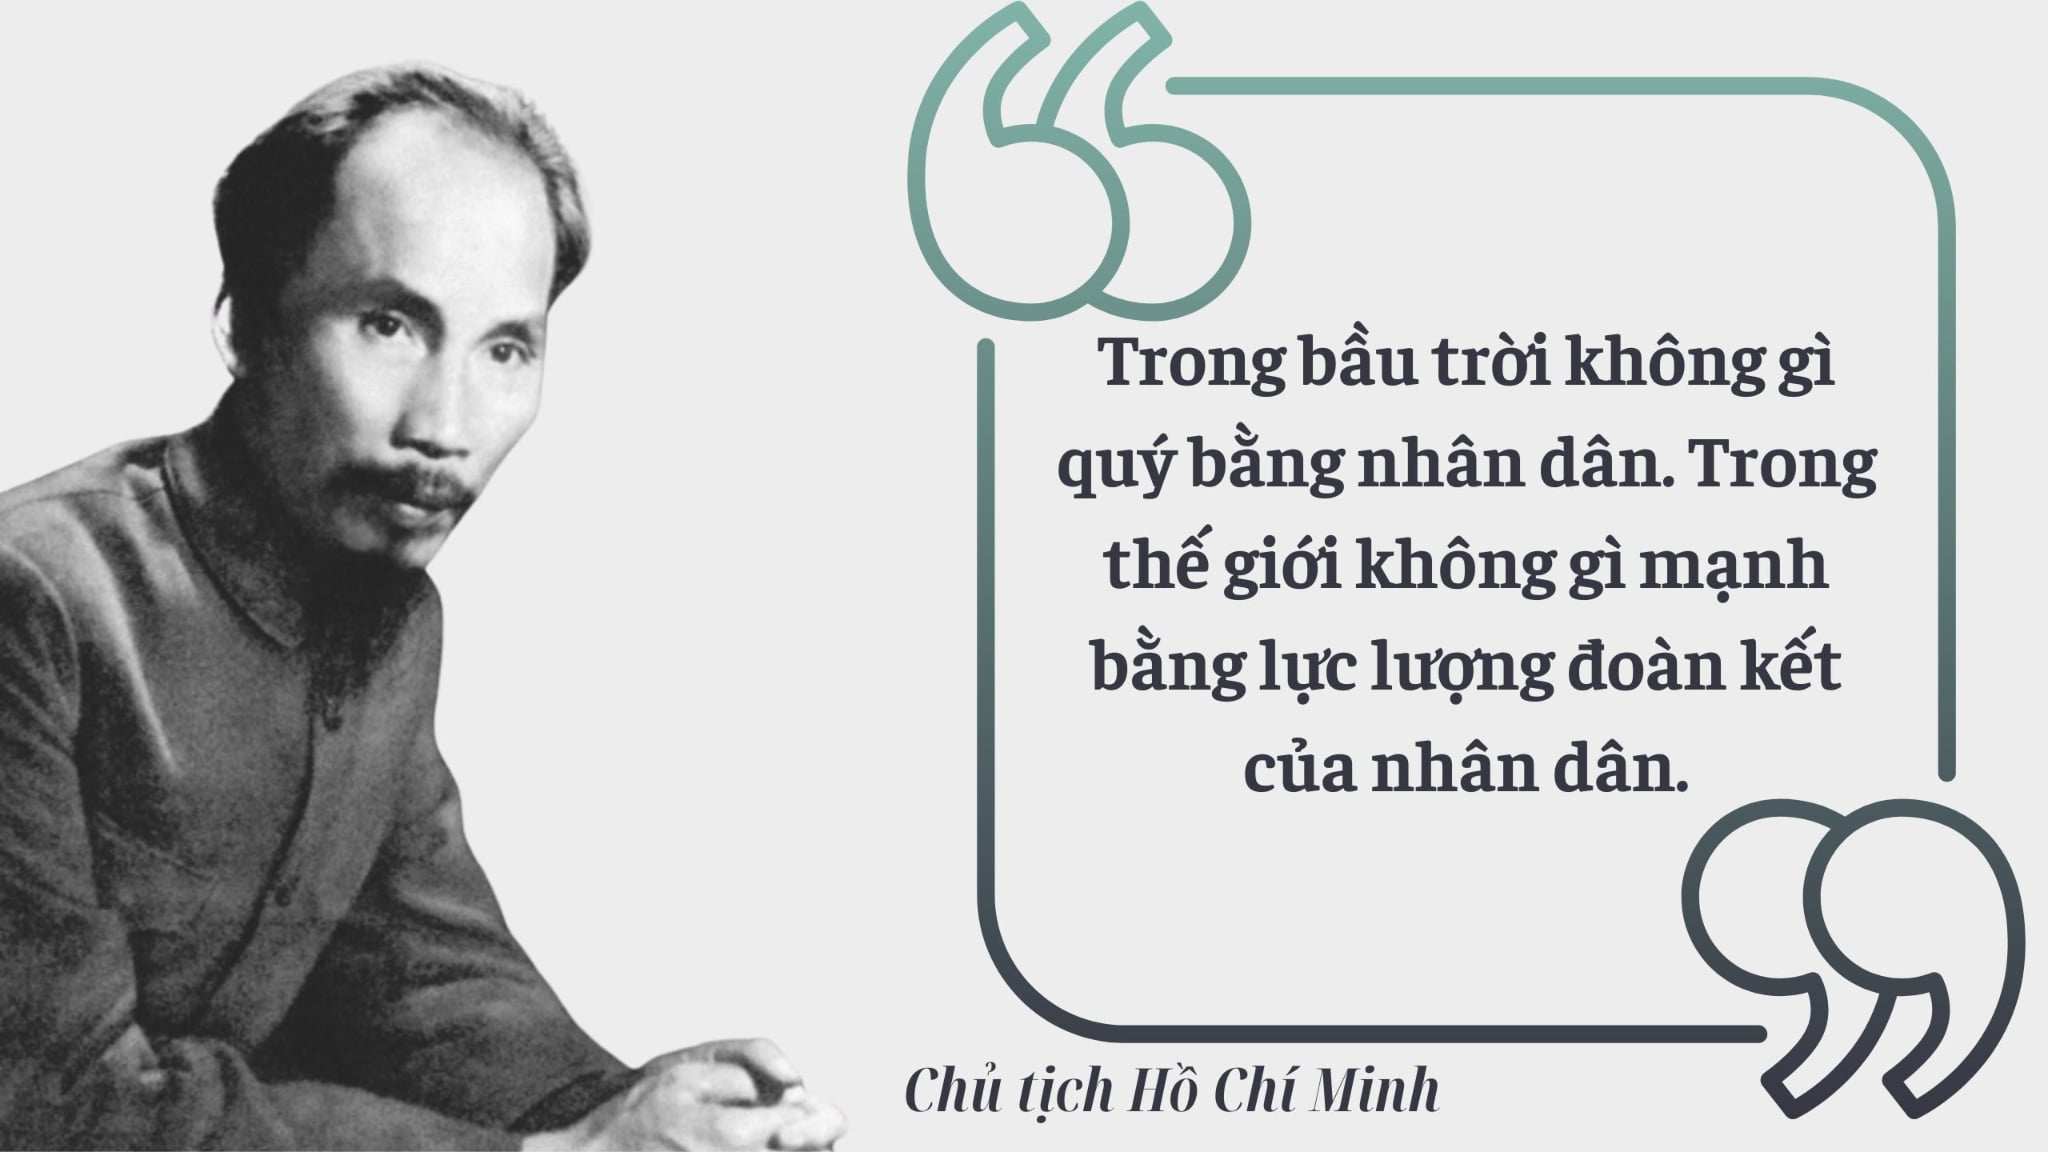 Trong bầu trời không gì
quý bằng nhân dân. Trong
thế giới không gì mạnh
bằng lực lượng đoàn kết
của nhân dân.
Chủ tịch Hồ Chí Minh